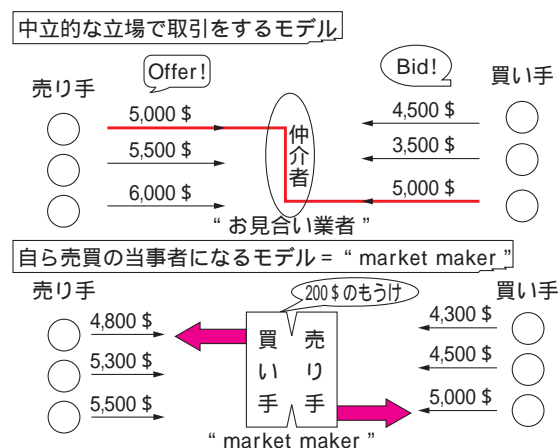 中立的な立場で取引をするモデル
Offer!
Bid!
売り手
買い手
5,000 $
5,500 $
6,000 $
仲介者
4,500 $
3,500 $
5,000 $
“ お見合い業者 ”
自ら売買の当事者になるモデル = “ market maker ”
売り手
200 $ のもうけ
買い手
4,800 $
5,300 $
5,500 $
買い手
売り手
4,300 $
4,500 $
5,000 $
“ market maker ”